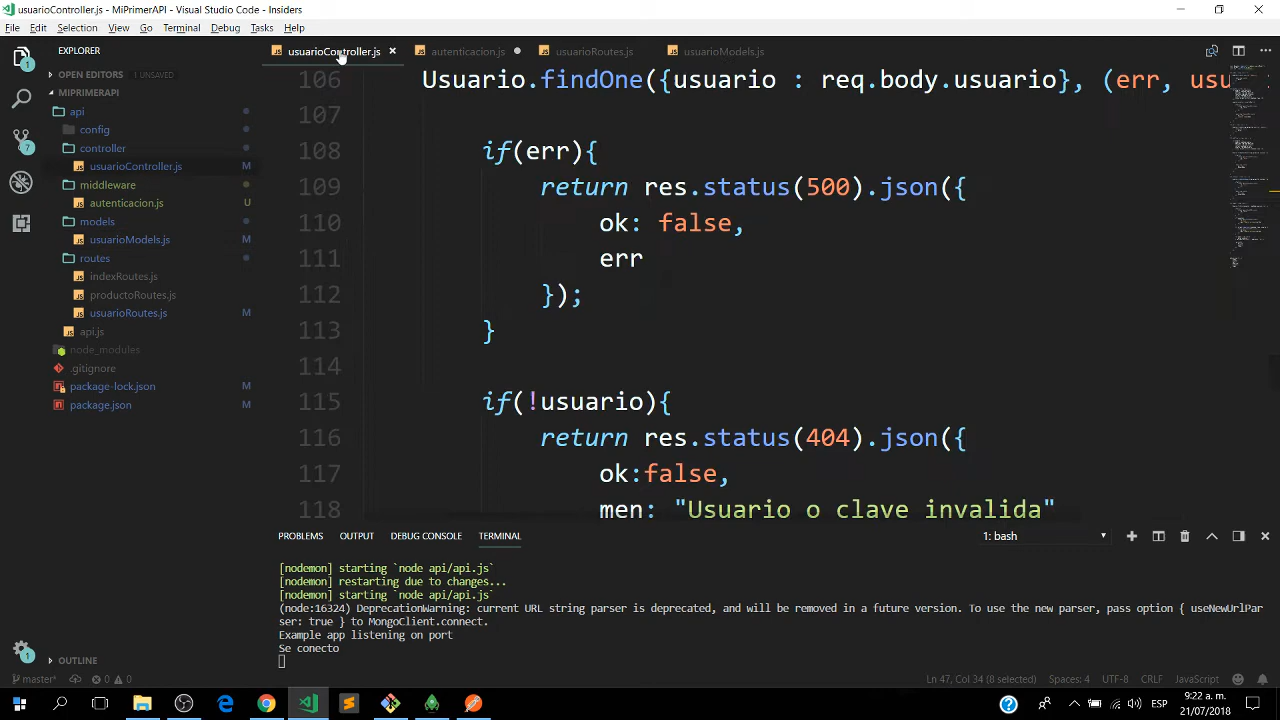 usuarioController.js - MiPrimerAPI - Visual Studio Code - Insiders
File Edit Selection View Go Terminal Debug Tasks Help
EXPLORER
usuarioController.js autenticacion.js usuarioRoutes.js usuarioModels.js
OPEN EDITORS 1 UNSAVED
MIPRIMERAPI
api
config
controller
usuarioController.js M
middleware
autenticacion.js U
models
usuarioModels.js M
routes
indexRoutes.js
productoRoutes.js
usuarioRoutes.js M
api.js
node_modules
.gitignore
package-lock.json M
package.json M
OUTLINE
106 Usuario.findOne({usuario : req.body.usuario}, (err, usu
107
108 if(err){
109 return res.status(500).json({
110 ok: false,
111 err
112 });
113 }
114
115 if(!usuario){
116 return res.status(404).json({
117 ok:false,
118 men: "Usuario o clave invalida"
PROBLEMS OUTPUT DEBUG CONSOLE TERMINAL 1: bash
[nodemon] starting `node api/api.js`
[nodemon] restarting due to changes...
[nodemon] starting `node api/api.js`
(node:16324) DeprecationWarning: current URL string parser is deprecated, and will be removed in a future version. To use the new parser, pass option { useNewUrlPar
ser: true } to MongoClient.connect.
Example app listening on port
Se conecto
master* 0 0 Ln 47, Col 34 (8 selected) Spaces: 4 UTF-8 CRLF JavaScript
ESP 9:22 a. m.
21/07/2018